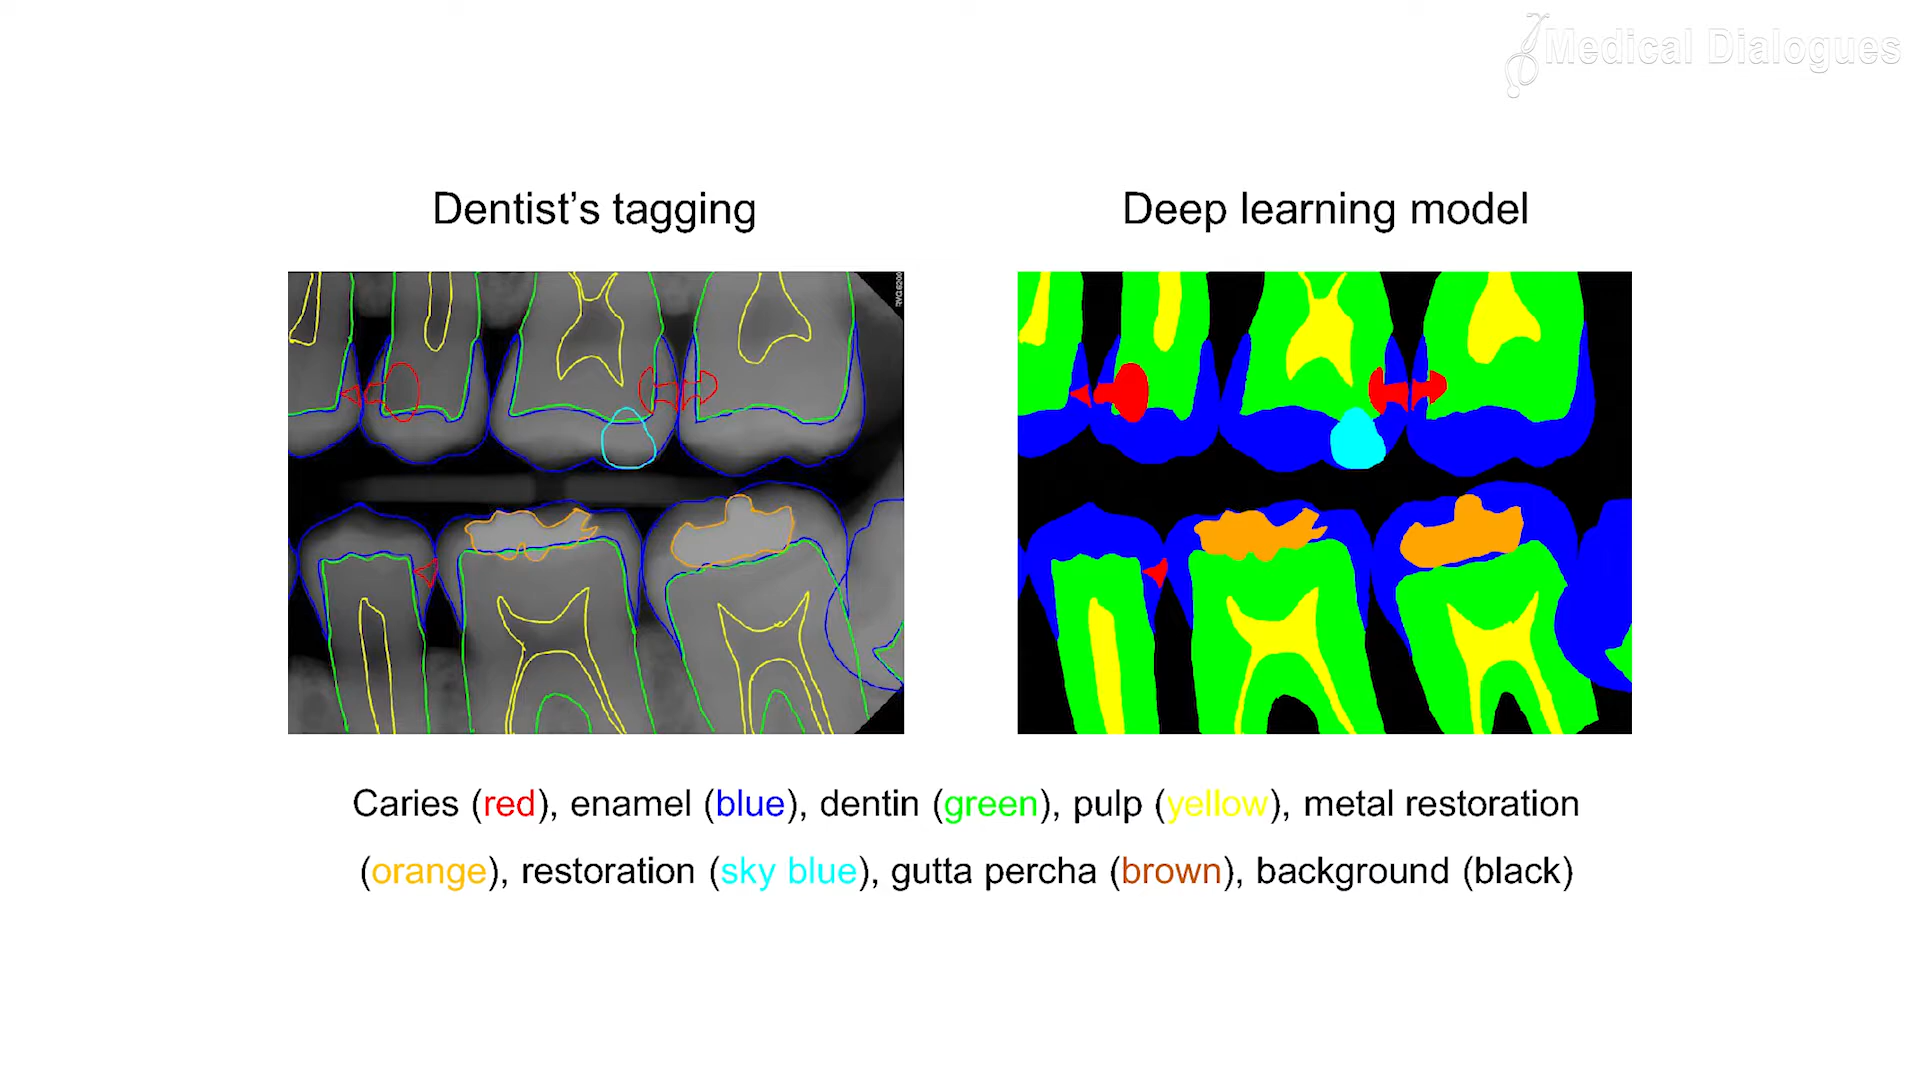 Medical Dialogues
Dentist’s tagging
Deep learning model
Caries (red), enamel (blue), dentin (green), pulp (yellow), metal restoration
(orange), restoration (sky blue), gutta percha (brown), background (black)